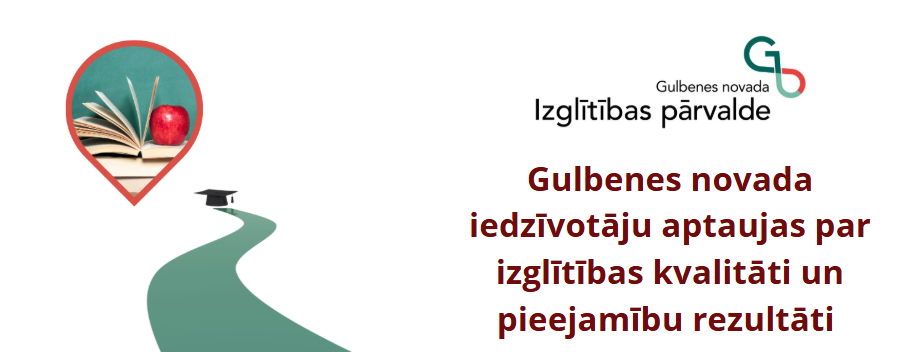 Gulbenes novada
Izglītības pārvalde
Gulbenes novada
iedzīvotāju aptaujas par
izglītības kvalitāti un
pieejamību rezultāti